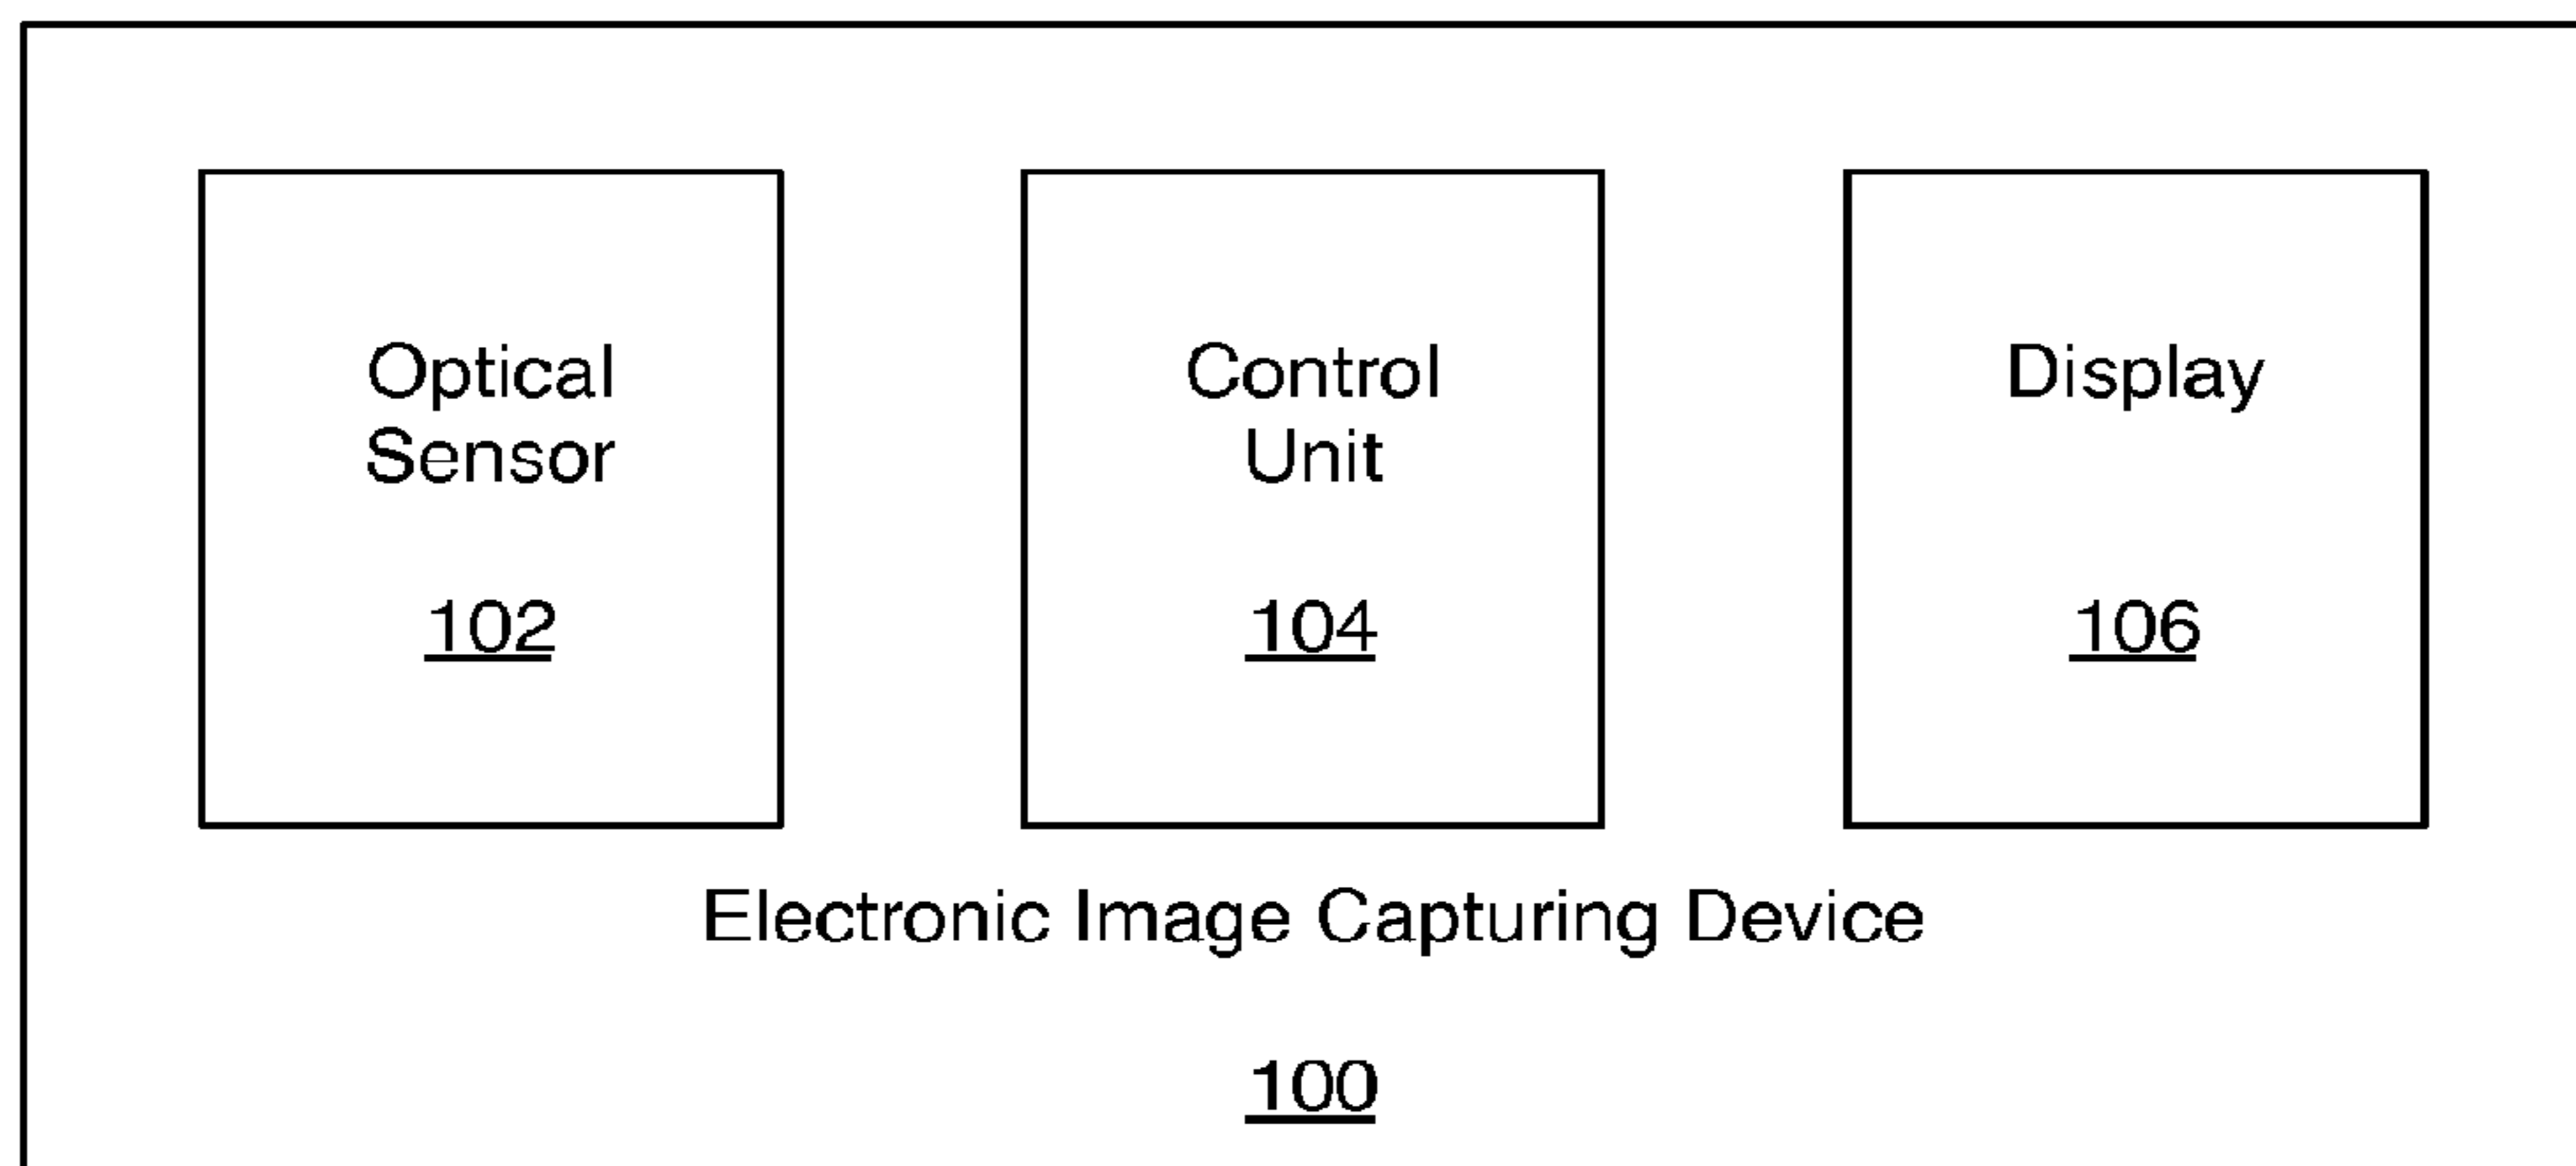 Optical
Sensor
102
Control
Unit
104
Display
106
Electronic Image Capturing Device
100